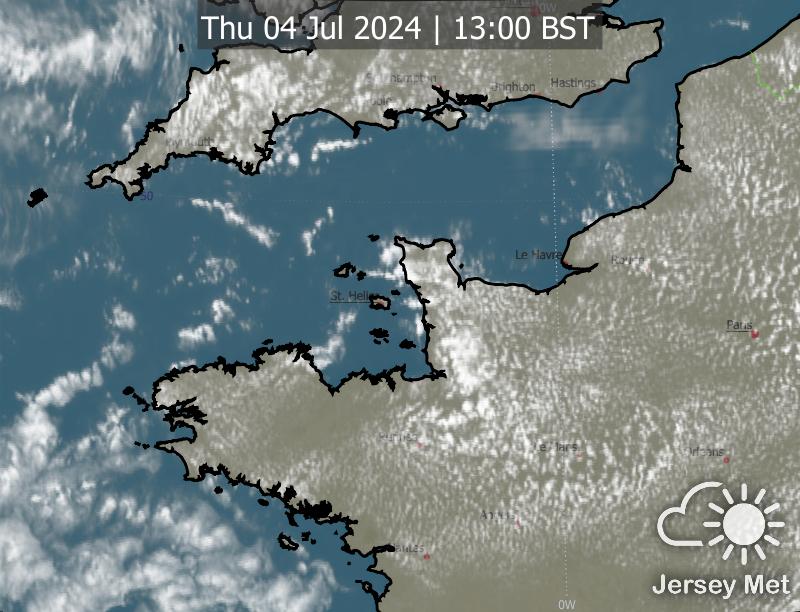 Thu 04 Jul 2024 | 13:00 BST
0W
Southampton
Brighton
Hastings
Plymouth
50
Le Havre
Rouen
St. Helier
Paris
Rennes
Le Mans
Orleans
Angers
Nantes
Jersey Met
0W